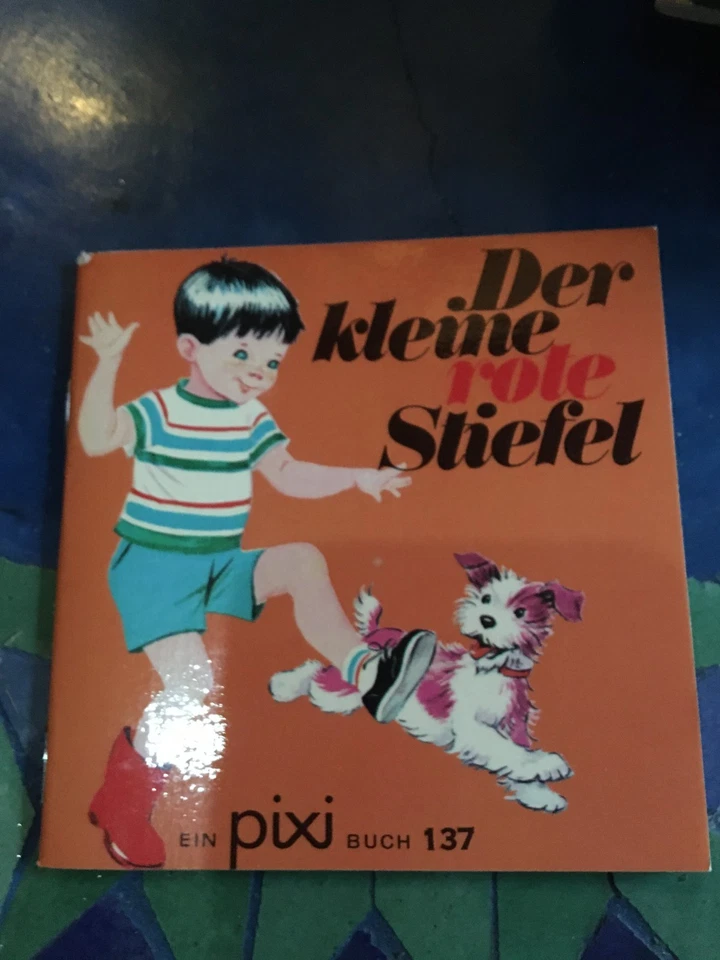 Der
kleine
rote
Stiefel
EIN pixi BUCH 137